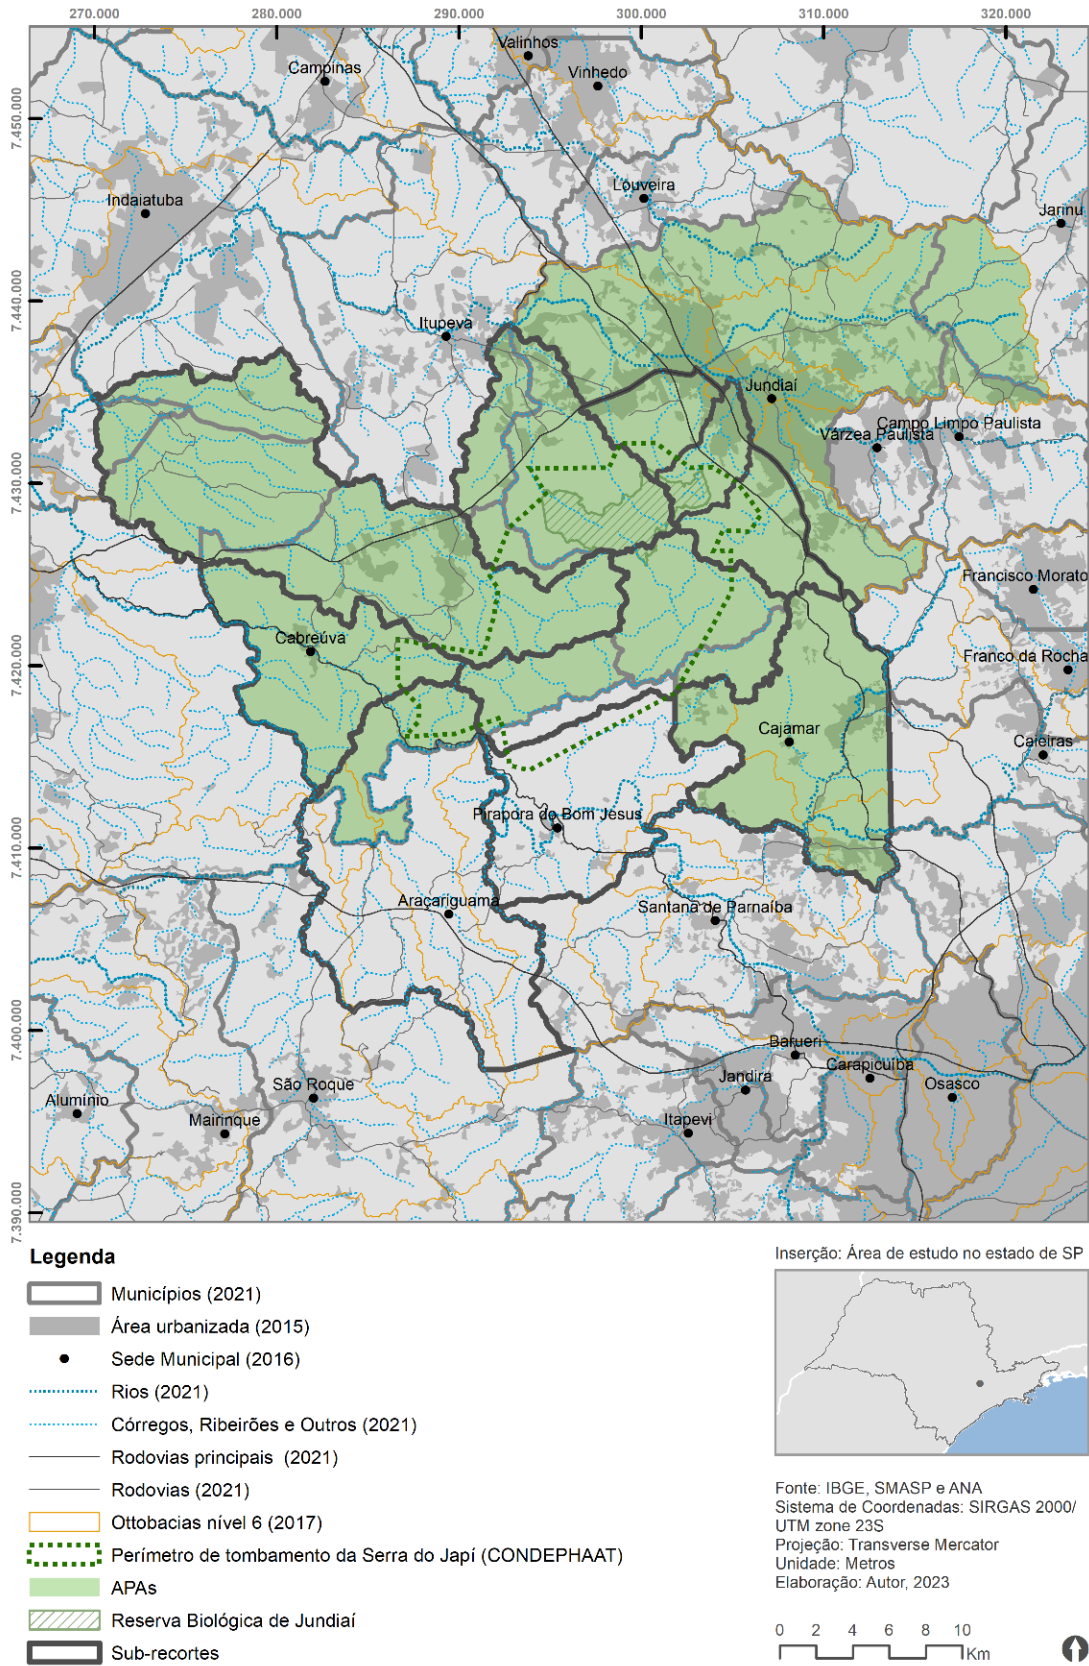 270.000 280.000 290.000 300.000 310.000 320.000
7.450.000
7.440.000
7.430.000
7.420.000
7.410.000
7.400.000
7.390.000
Valinhos
Campinas
Vinhedo
Indaiatuba
Louveira
Jarinu
Itupeva
Jundiaí
Campo Limpo Paulista
Várzea Paulista
Francisco Morato
Cabreúva
Franco da Rocha
Cajamar
Caieiras
Pirapora do Bom Jesus
Araçariguama
Santana de Parnaíba
Barueri
Carapicuíba
Jandira
Osasco
São Roque
Alumínio
Mairinque
Itapevi
Legenda
Municípios (2021)
Área urbanizada (2015)
Sede Municipal (2016)
Rios (2021)
Córregos, Ribeirões e Outros (2021)
Rodovias principais (2021)
Rodovias (2021)
Ottobacias nível 6 (2017)
Perímetro de tombamento da Serra do Japí (CONDEPHAAT)
APAs
Reserva Biológica de Jundiaí
Sub-recortes
Inserção: Área de estudo no estado de SP
Fonte: IBGE, SMASP e ANA
Sistema de Coordenadas: SIRGAS 2000/
UTM zone 23S
Projeção: Transverse Mercator
Unidade: Metros
Elaboração: Autor, 2023
0 2 4 6 8 10
Km